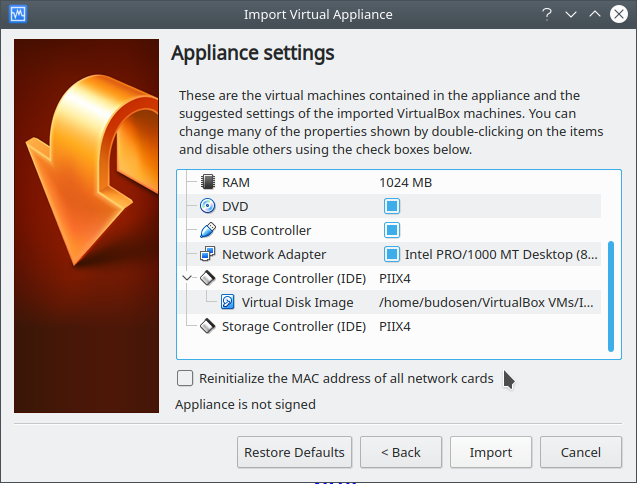 Import Virtual Appliance
Appliance settings
These are the virtual machines contained in the appliance and the
suggested settings of the imported VirtualBox machines. You can
change many of the properties shown by double-clicking on the items
and disable others using the check boxes below.
RAM 1024 MB
DVD
USB Controller
Network Adapter Intel PRO/1000 MT Desktop (8...
Storage Controller (IDE) PIIX4
Virtual Disk Image /home/budosen/VirtualBox VMs/I...
Storage Controller (IDE) PIIX4
Reinitialize the MAC address of all network cards
Appliance is not signed
Restore Defaults < Back Import Cancel